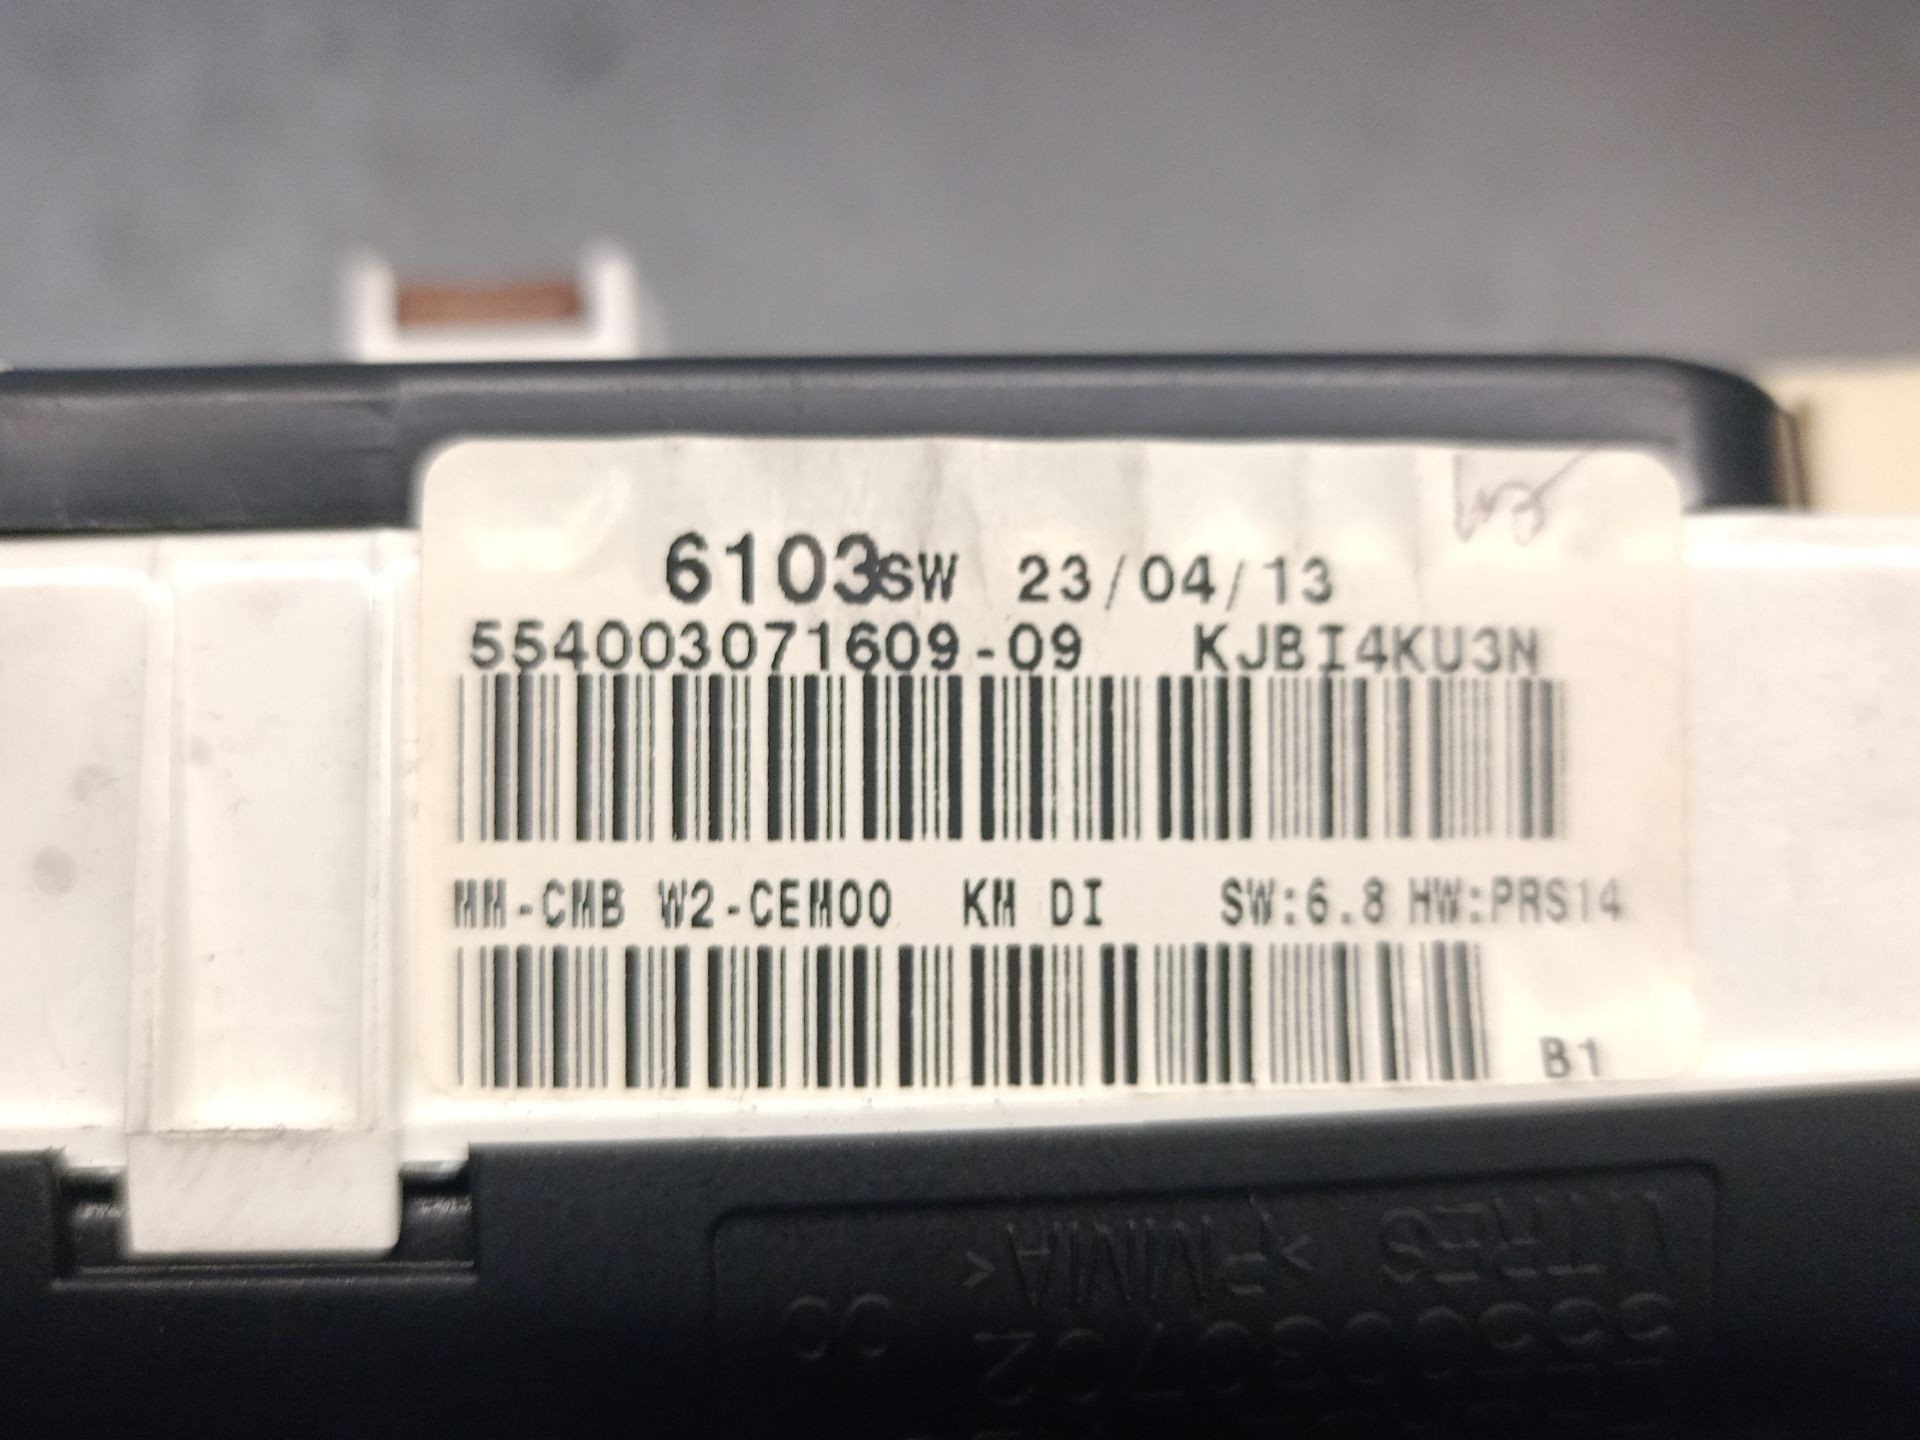 6103SW 23/04/13
554003071609-09 KJBI4KU3N
MM-CMB W2-CEM00 KM DI SW:6.8 HW:PRS14
B1
>PMMA<